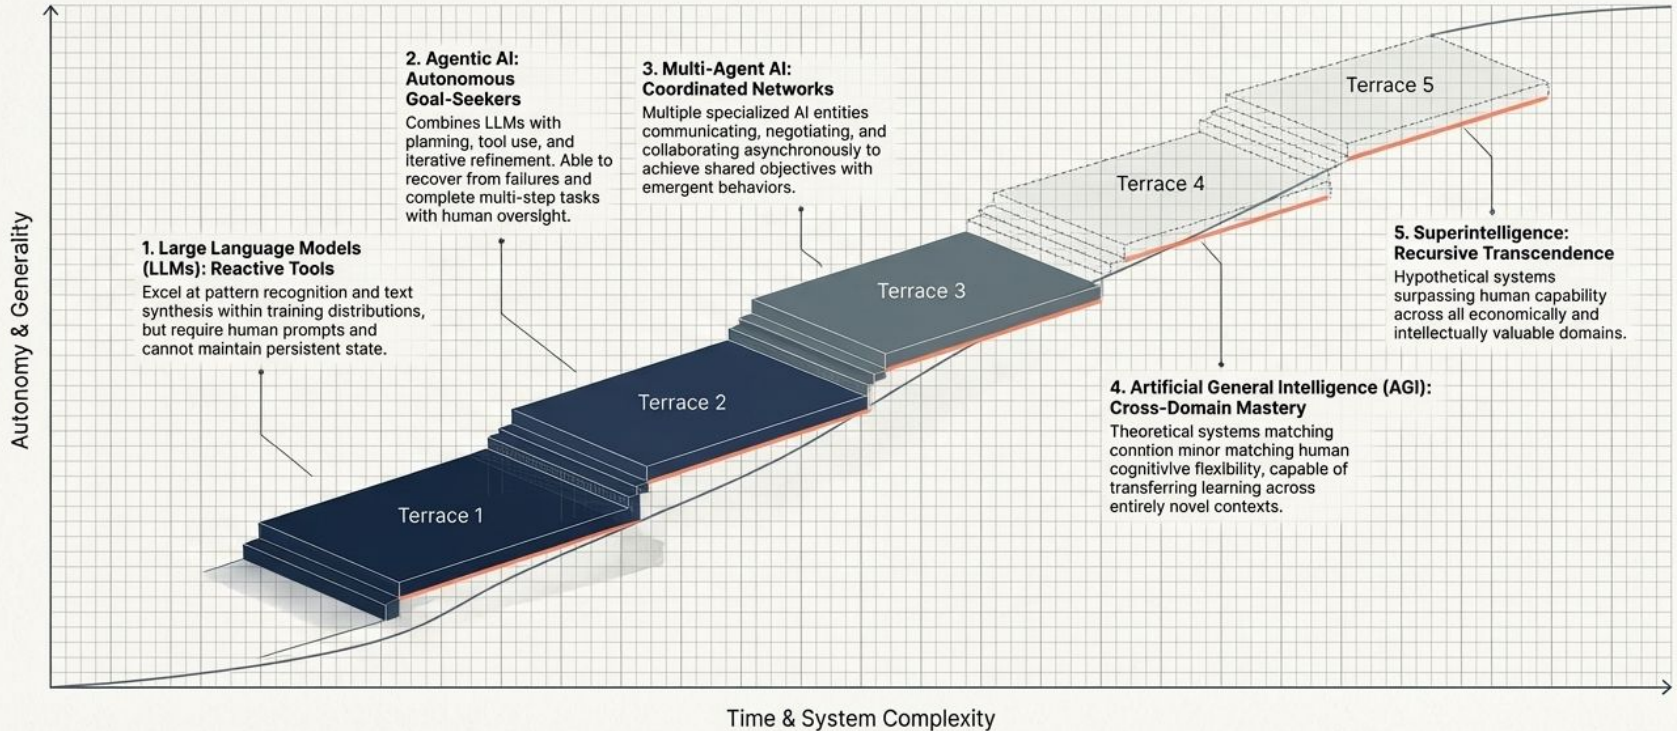 2. Agentic AI:
Autonomous
Goal-Seekers
Combines LLMs with
planning, tool use, and
iterative refinement. Able to
recover from failures and
complete multi-step tasks
with human oversight.
3. Multi-Agent AI:
Coordinated Networks
Multiple specialized AI entities
communicating, negotiating, and
collaborating asynchronously to
achieve shared objectives with
emergent behaviors.
1. Large Language Models
(LLMs): Reactive Tools
Excel at pattern recognition and text
synthesis within training distributions,
but require human prompts and
cannot maintain persistent state.
Terrace 5
Terrace 4
Terrace 3
Terrace 2
Terrace 1
5. Superintelligence:
Recursive Transcendence
Hypothetical systems
surpassing human capability
across all economically and
intellectually valuable domains.
4. Artificial General Intelligence (AGI):
Cross-Domain Mastery
Theoretical systems matching
conntion minor matching human
cognitivlve flexlbility, capable of
transferring learning across
entirely novel contexts.
Autonomy & Generality
Time & System Complexity